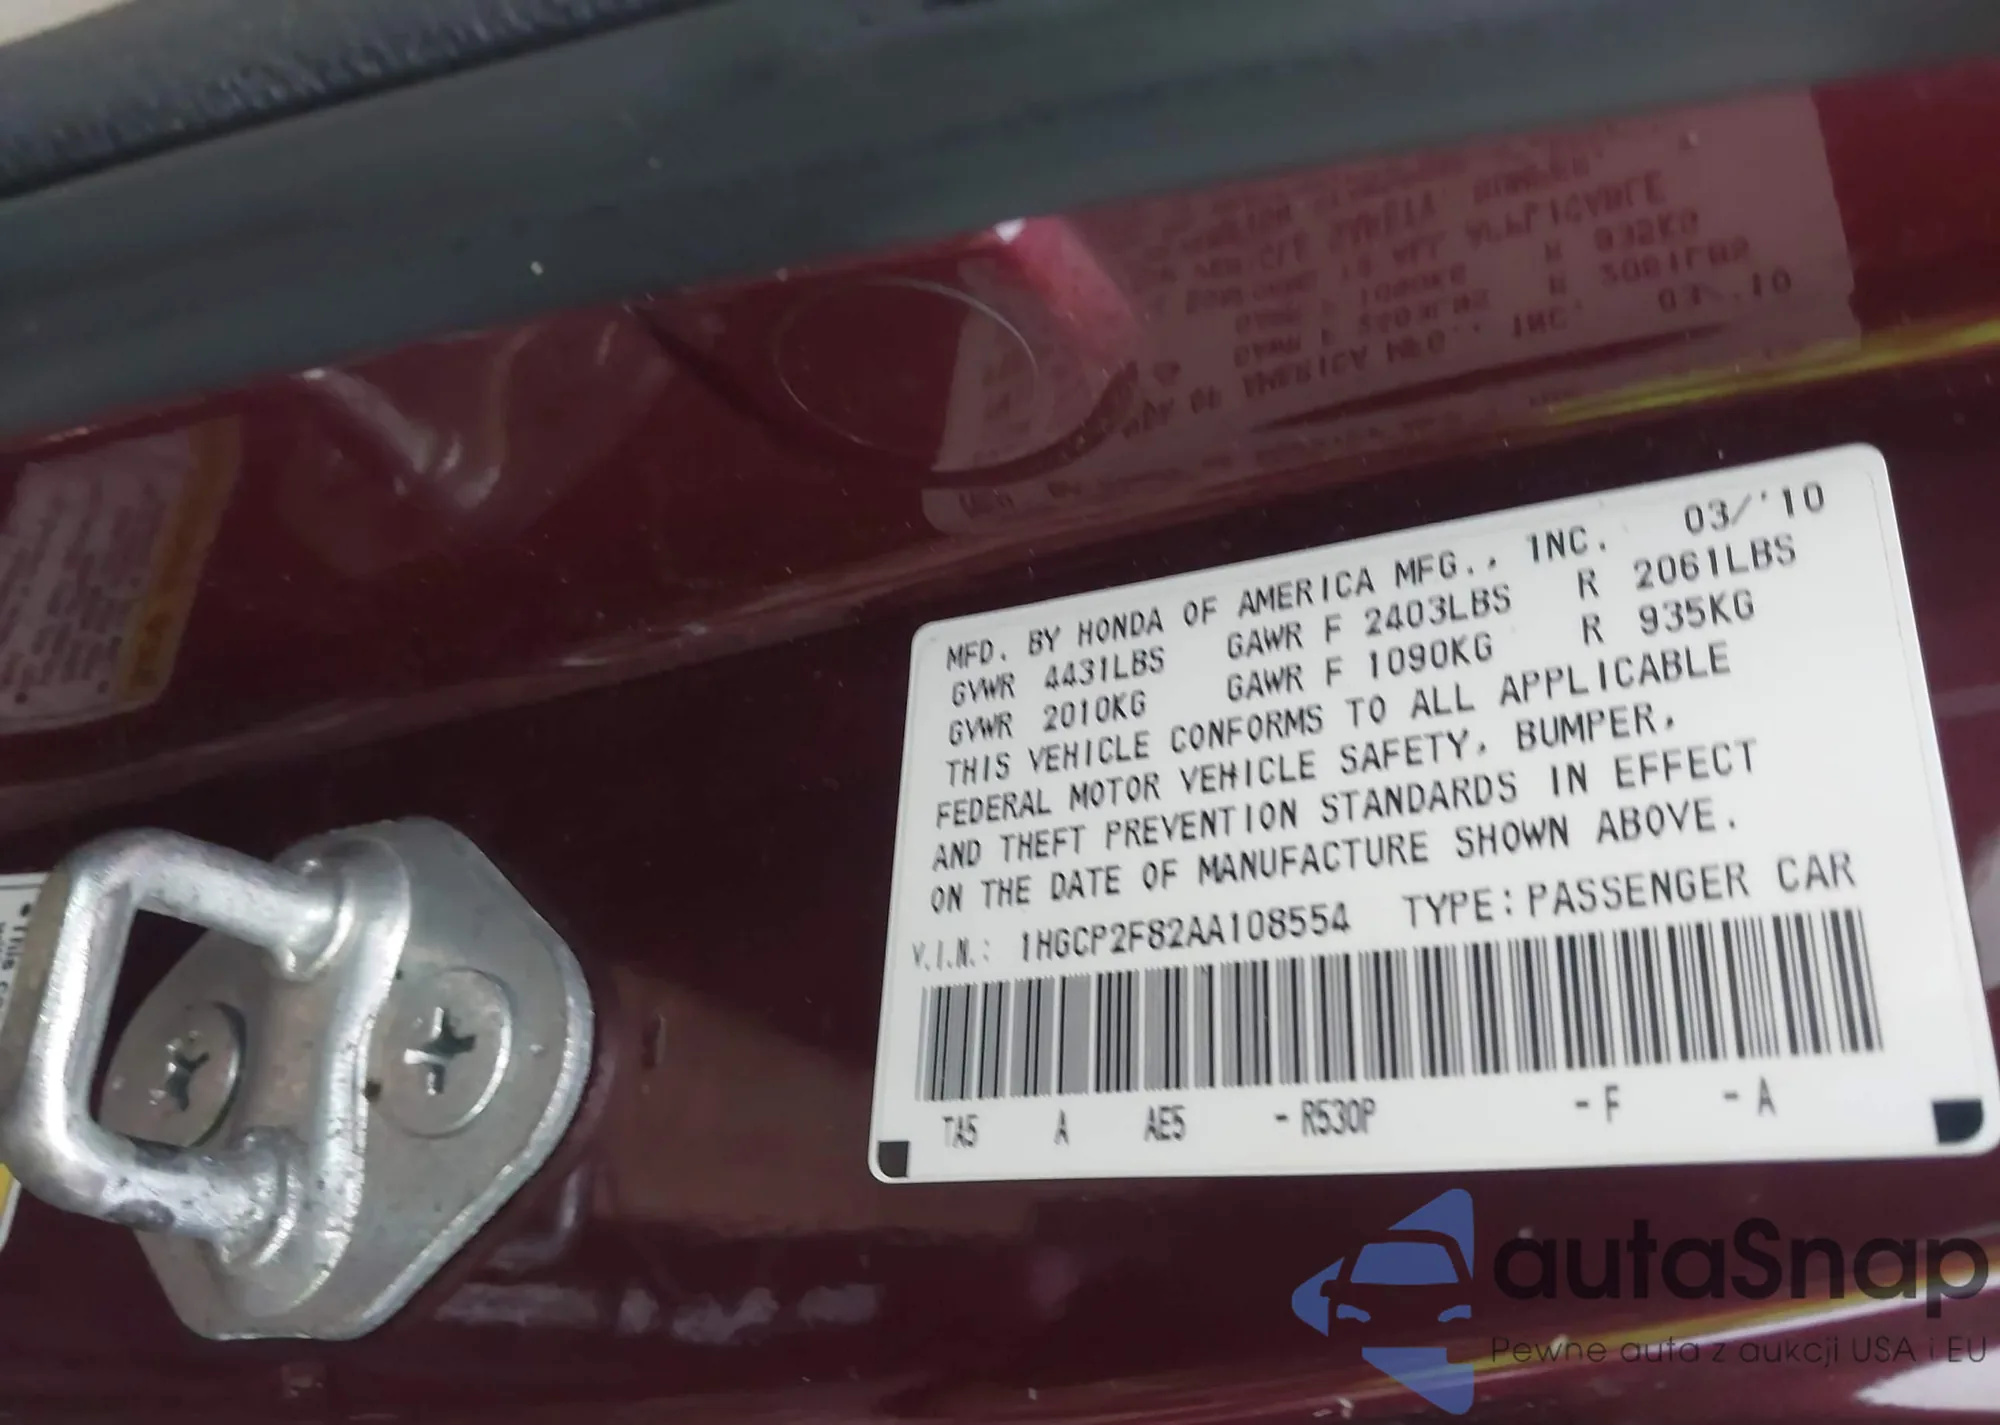 MFD. BY HONDA OF AMERICA MFG., INC. 03/'10
GVWR 4431LBS GAWR F 2403LBS R 2061LBS
GVWR 2010KG GAWR F 1090KG R 935KG
THIS VEHICLE CONFORMS TO ALL APPLICABLE
FEDERAL MOTOR VEHICLE SAFETY, BUMPER,
AND THEFT PREVENTION STANDARDS IN EFFECT
ON THE DATE OF MANUFACTURE SHOWN ABOVE.
V.I.N.: 1HGCP2F82AA108554 TYPE:PASSENGER CAR
TA5 A AE5 -R530P -F -A
autaSnap
Pewne auta z aukcji USA i EU